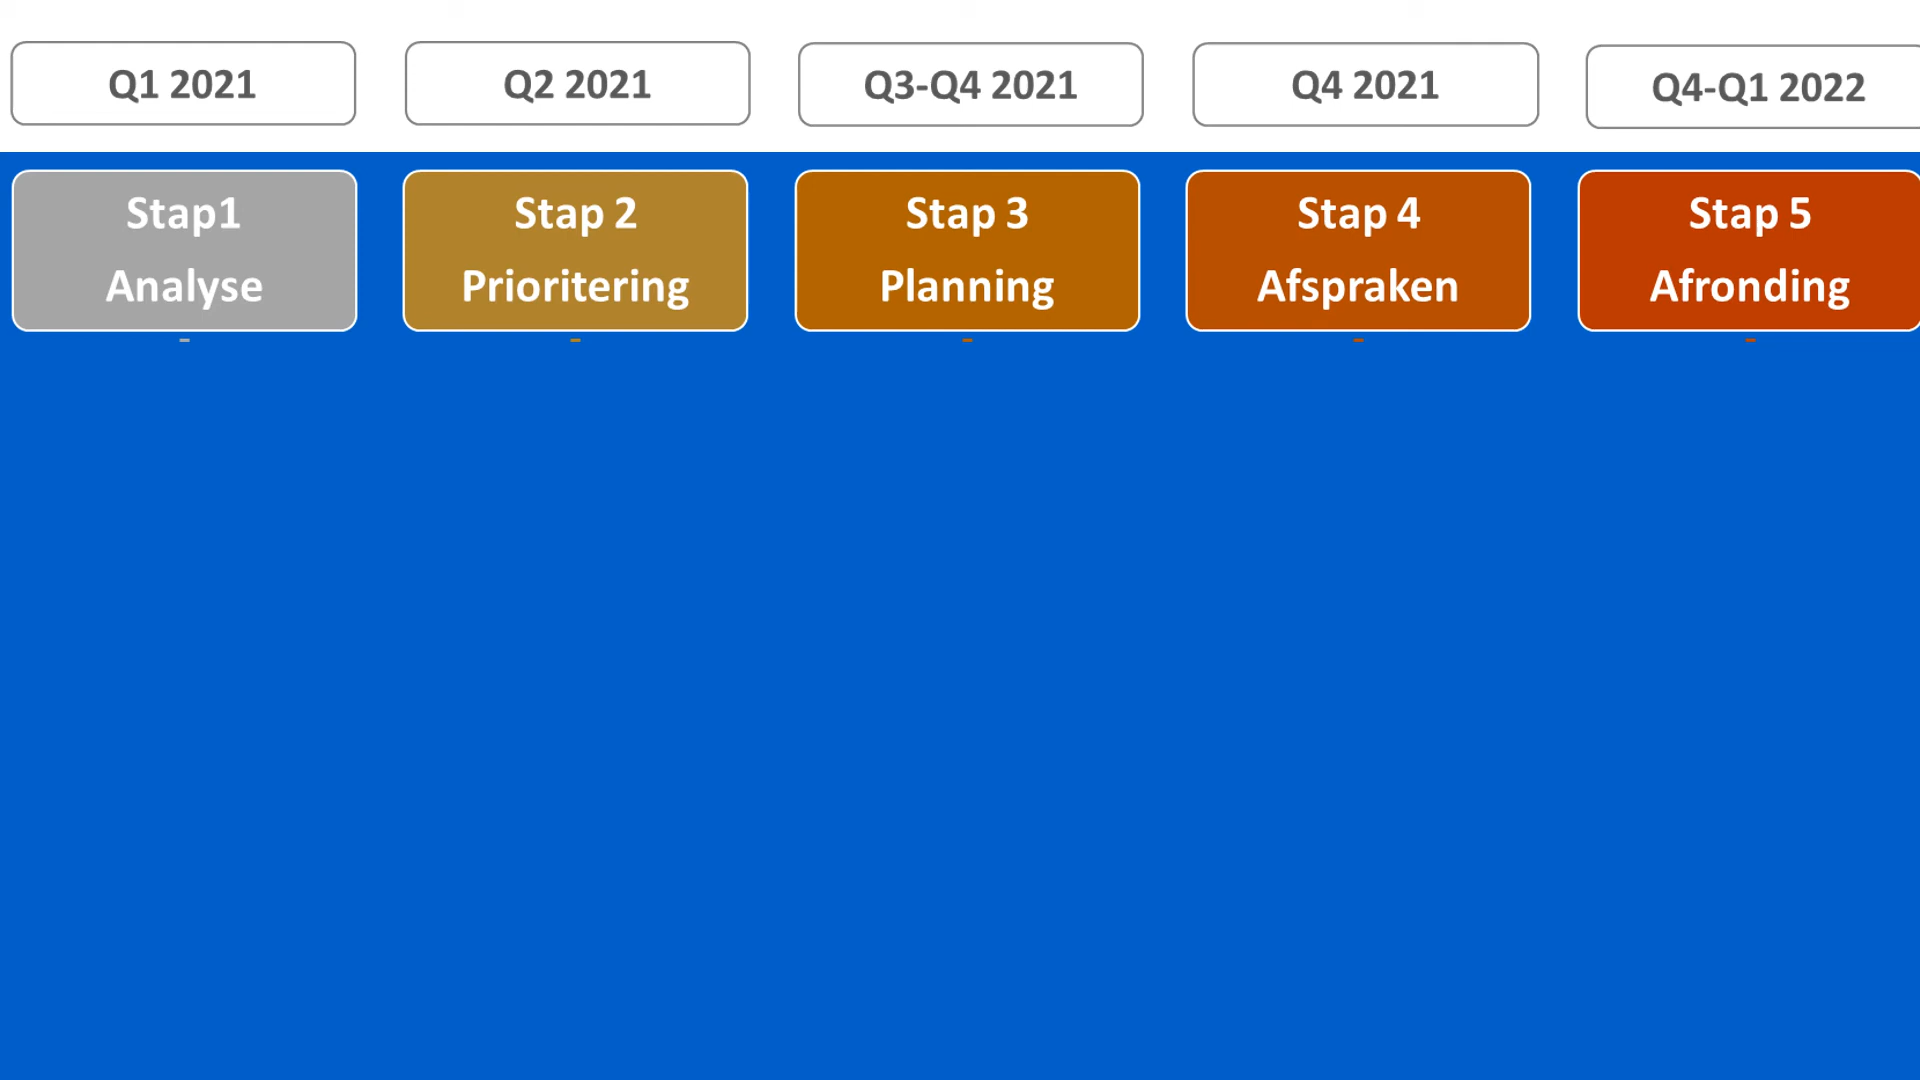 Q1 2021
Q2 2021
Q3-Q4 2021
Q4 2021
Q4-Q1 2022
Stap1
Analyse
Stap 2
Prioritering
Stap 3
Planning
Stap 4
Afspraken
Stap 5
Afronding